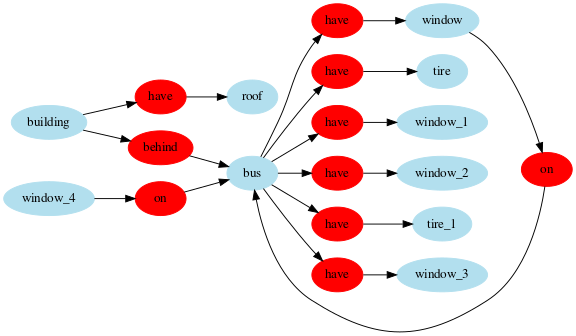 have
window
have
tire
have
roof
building
have
window_1
behind
bus
have
window_2
on
window_4
on
have
tire_1
have
window_3